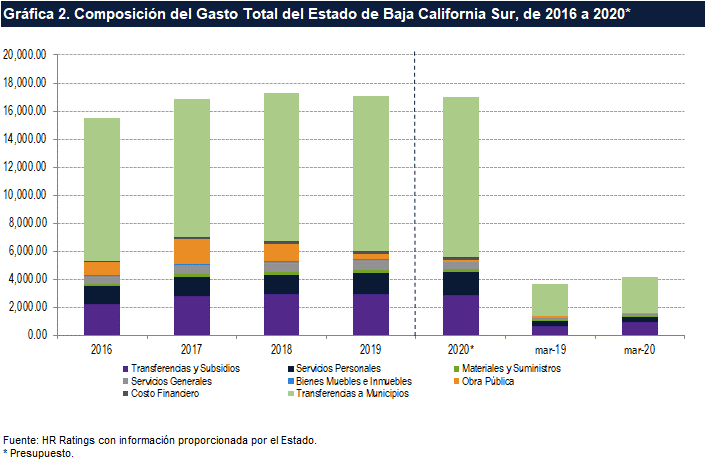 Gráfica 2. Composición del Gasto Total del Estado de Baja California Sur, de 2016 a 2020*
20,000.00
18,000.00
16,000.00
14,000.00
12,000.00
10,000.00
8,000.00
6,000.00
4,000.00
2,000.00
0.00
2016 2017 2018 2019 2020* mar-19 mar-20
Transferencias y Subsidios Servicios Personales Materiales y Suministros
Servicios Generales Bienes Muebles e Inmuebles Obra Pública
Costo Financiero Transferencias a Municipios
Fuente: HR Ratings con información proporcionada por el Estado.
* Presupuesto.